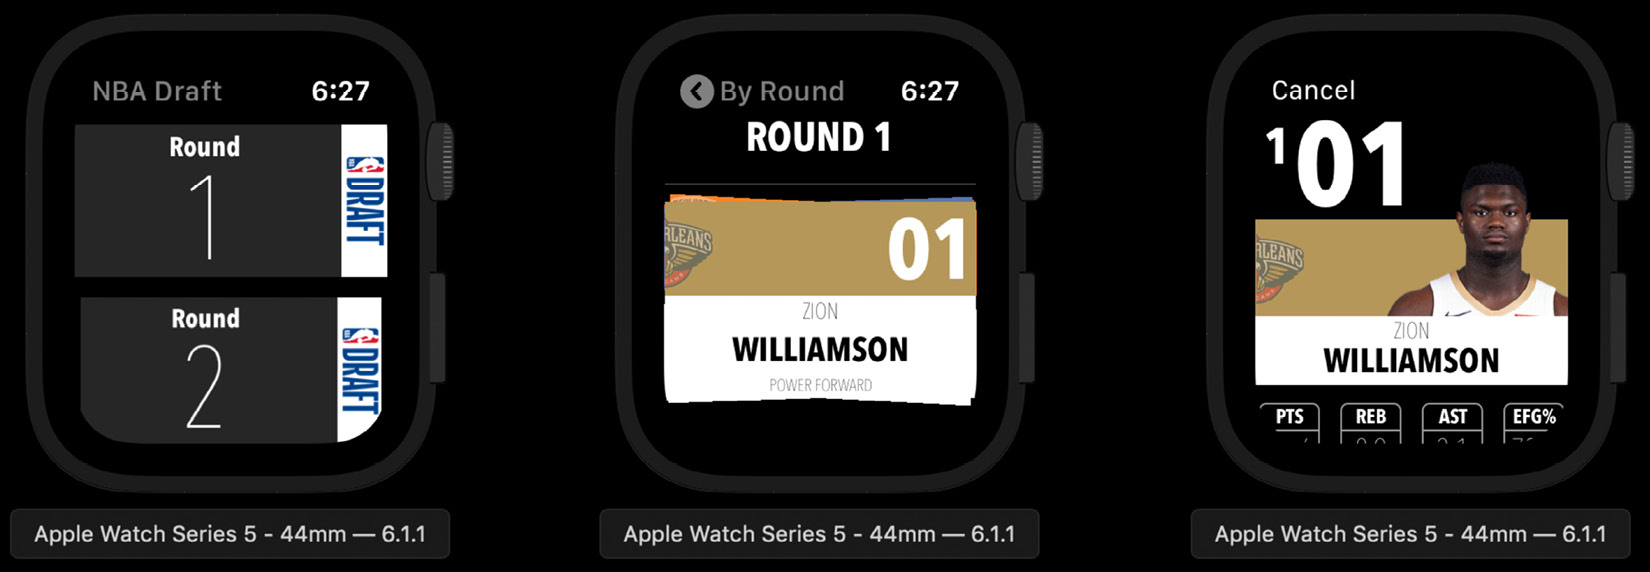 NBA Draft 6:27
Round
1
DRAFT
Round
2
DRAFT
Apple Watch Series 5 - 44mm — 6.1.1
By Round 6:27
ROUND 1
01
RLEANS
ZION
WILLIAMSON
POWER FORWARD
Apple Watch Series 5 - 44mm — 6.1.1
Cancel
1 01
RLEANS
ZION
WILLIAMSON
PTS REB AST EFG%
Apple Watch Series 5 - 44mm — 6.1.1